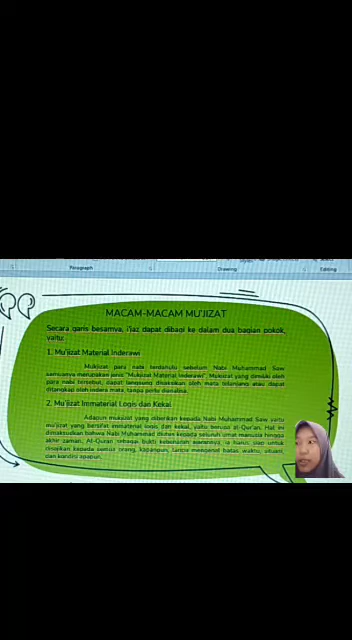 Paragraph Drawing Editing
MACAM-MACAM MU'JIZAT
Secara garis besarnya, i'jaz dapat dibagi ke dalam dua bagian pokok,
yaitu:
1. Mu'jizat Material Inderawi
Mukjizat para nabi terdahulu sebelum Nabi Muhammad Saw
semuanya merupakan jenis "Mukjizat Material Inderawi". Mukjizat yang dimiliki oleh
para nabi tersebut, dapat langsung disaksikan oleh mata telanjang atau dapat
ditangkap oleh indera mata, tanpa perlu dianalisa.
2. Mu'jizat Immaterial Logis dan Kekal
Adapun mukjizat yang diberikan kepada Nabi Muhammad Saw yaitu
mu'jizat yang bersifat immaterial logis dan kekal, yaitu berupa al-Qur'an. Hal ini
dimaksudkan bahwa Nabi Muhammad diutus kepada seluruh umat manusia hingga
akhir zaman. Al-Quran sebagai bukti kebenaran ajarannya ia harus siap untuk
disajikan kepada semua orang, kapanpun, tanpa mengenal batas waktu, situasi,
dan kondisi apapun.